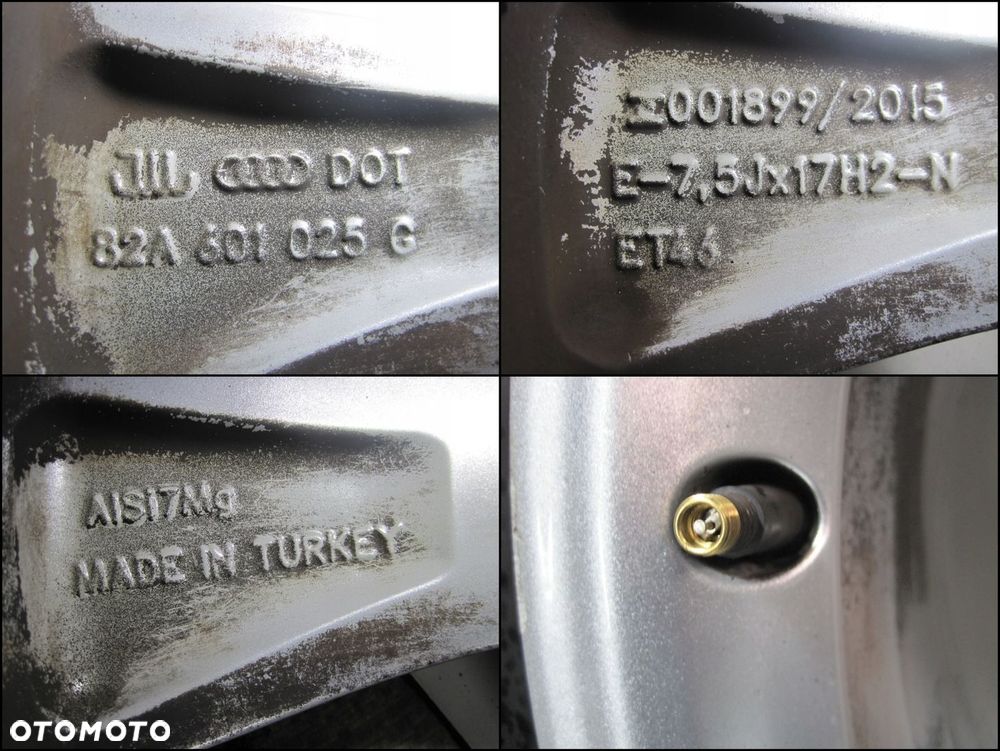 DOT
82A 601 025 G
001899/2015
E-7,5Jx17H2-N
ET46
AlSi7Mg
MADE IN TURKEY
OTOMOTO